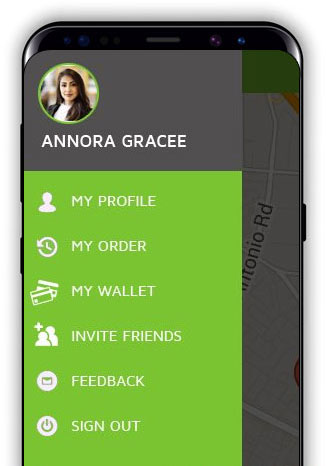 ANNORA GRACEE
MY PROFILE
MY ORDER
MY WALLET
INVITE FRIENDS
FEEDBACK
SIGN OUT
ntonio Rd